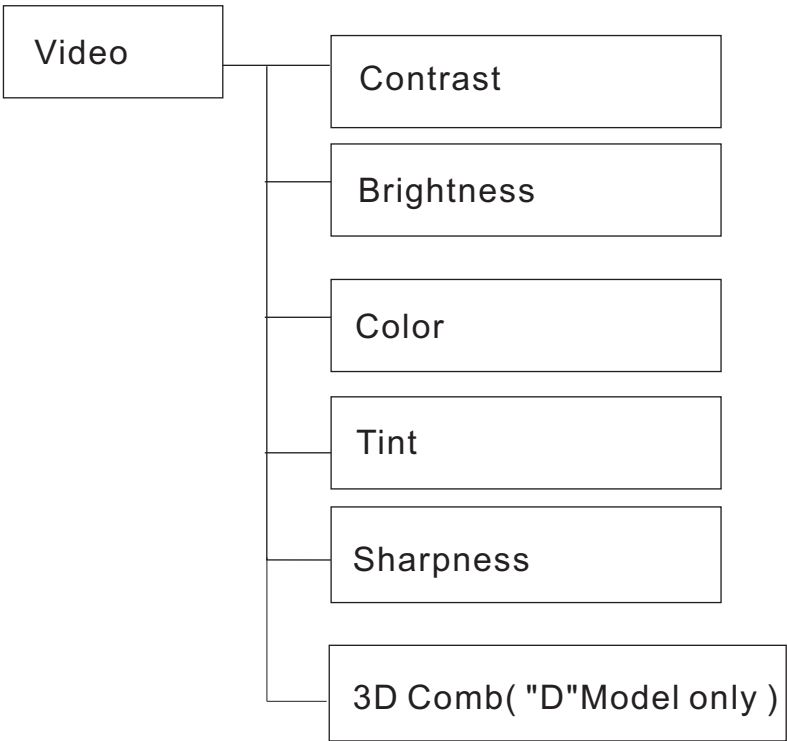 Video
Contrast
Brightness
Color
Tint
Sharpness
3D Comb( "D"Model only )